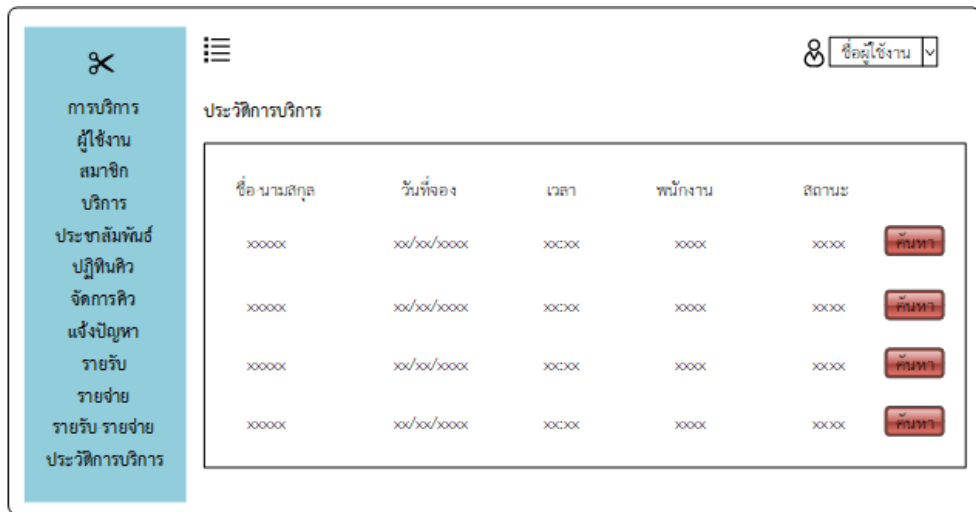 ชื่อผู้ใช้งาน
การบริการ
ผู้ใช้งาน
สมาชิก
บริการ
ประชาสัมพันธ์
ปฏิทินคิว
จัดการคิว
แจ้งปัญหา
รายรับ
รายจ่าย
รายรับ รายจ่าย
ประวัติการบริการ
ประวัติการบริการ
ชื่อ นามสกุล วันที่จอง เวลา พนักงาน สถานะ
xxxxx xx/xx/xxxx xx:xx xxxx xxxx ค้นหา
xxxxx xx/xx/xxxx xx:xx xxxx xxxx ค้นหา
xxxxx xx/xx/xxxx xx:xx xxxx xxxx ค้นหา
xxxxx xx/xx/xxxx xx:xx xxxx xxxx ค้นหา